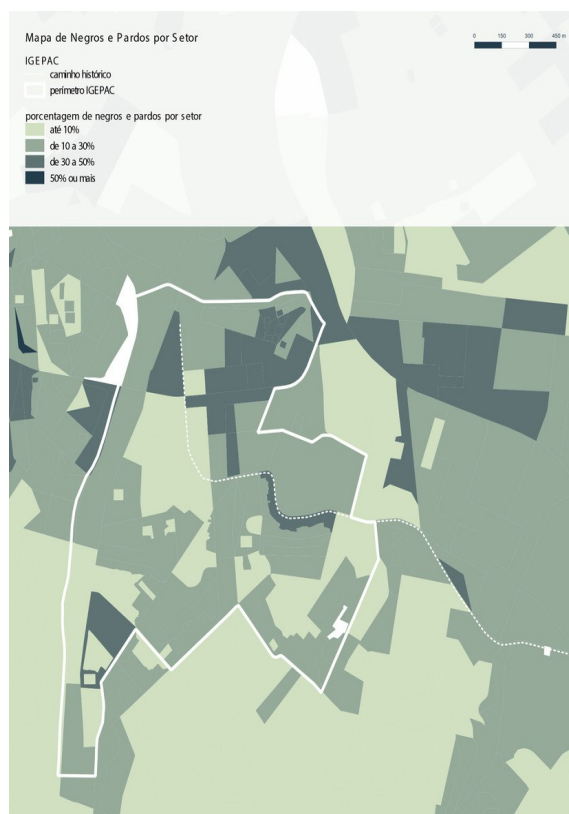 Mapa de Negros e Pardos por Setor
0 150 300 450 m
IGEPAC
caminho histórico
perímetro IGEPAC
porcentagem de negros e pardos por setor
até 10%
de 10 a 30%
de 30 a 50%
50% ou mais